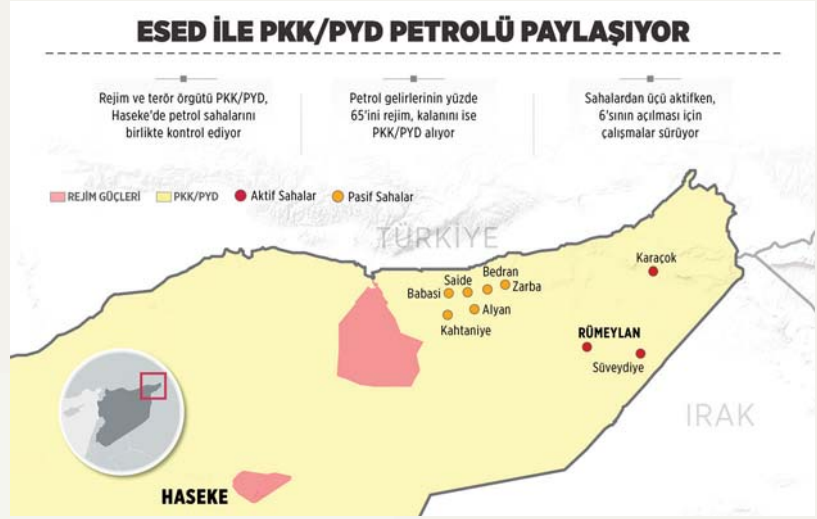 ESED İLE PKK/PYD PETROLÜ PAYLAŞIYOR
Rejim ve terör örgütü PKK/PYD,
Haseke'de petrol sahalarını
birlikte kontrol ediyor
Petrol gelirlerinin yüzde
65'ini rejim, kalanını ise
PKK/PYD alıyor
Sahalardan üçü aktifken,
6'sının açılması için
çalışmalar sürüyor
REJİM GÜÇLERİ PKK/PYD Aktif Sahalar Pasif Sahalar
TÜRKİYE
Karaçok
Bedran
Saide
Zarba
Babasi
Alyan
Kahtaniye
RÜMEYLAN
Süveydiye
IRAK
HASEKE